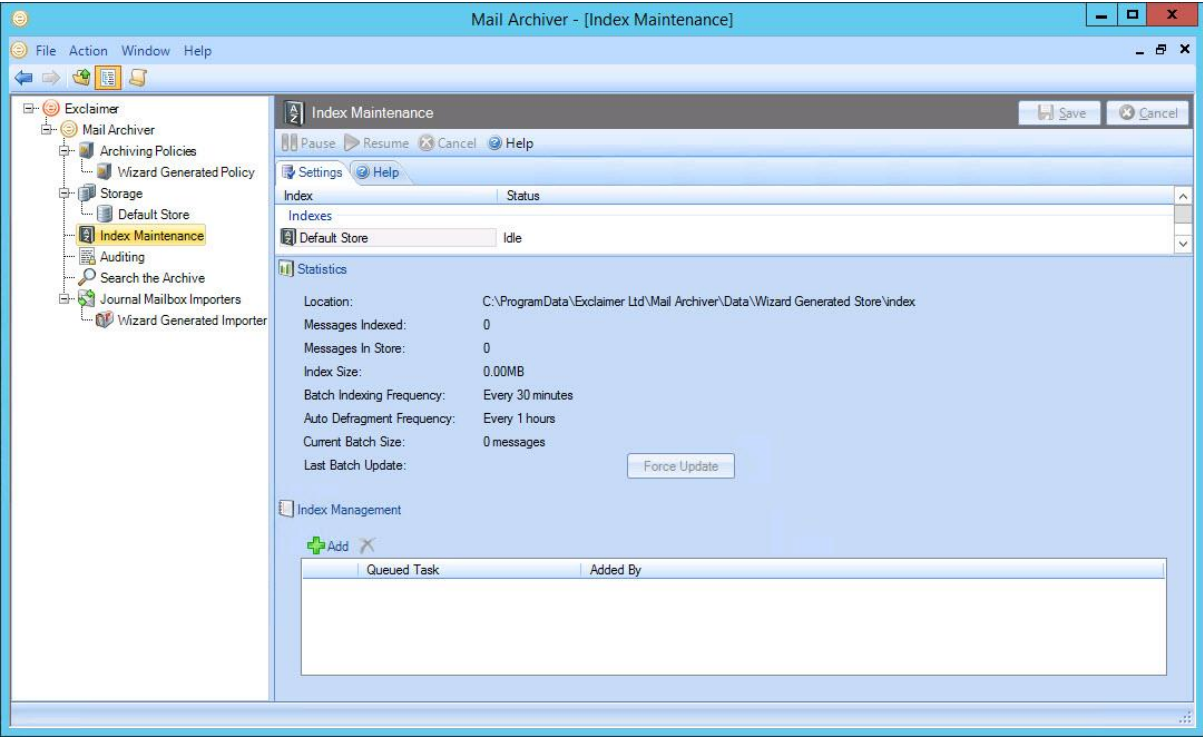 Mail Archiver - [Index Maintenance]
File Action Window Help
Exclaimer
Mail Archiver
Archiving Policies
Wizard Generated Policy
Storage
Default Store
Index Maintenance
Auditing
Search the Archive
Journal Mailbox Importers
Wizard Generated Importer
Index Maintenance Save Cancel
Pause Resume Cancel Help
Settings Help
Index Status
Indexes
Default Store Idle
Statistics
Location: C:\ProgramData\Exclaimer Ltd\Mail Archiver\Data\Wizard Generated Store\index
Messages Indexed: 0
Messages In Store: 0
Index Size: 0.00MB
Batch Indexing Frequency: Every 30 minutes
Auto Defragment Frequency: Every 1 hours
Current Batch Size: 0 messages
Last Batch Update: Force Update
Index Management
Add
Queued Task Added By